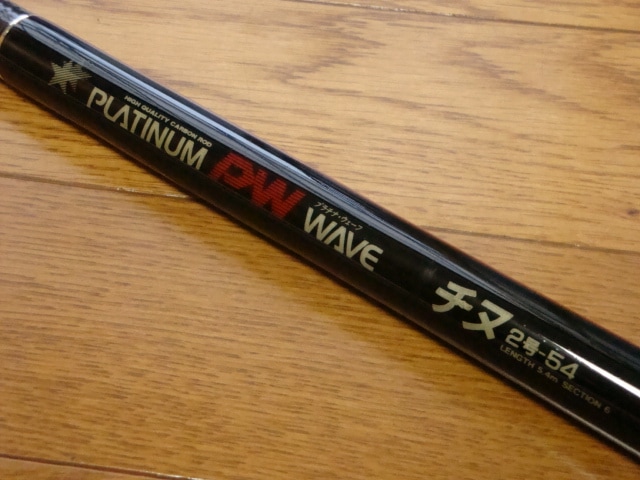 HIGH QUALITY CARBON ROD
PLATINUM PW WAVE
プラチナ・ウェーブ
チヌ 2号-54
LENGTH 5.4m SECTION 6